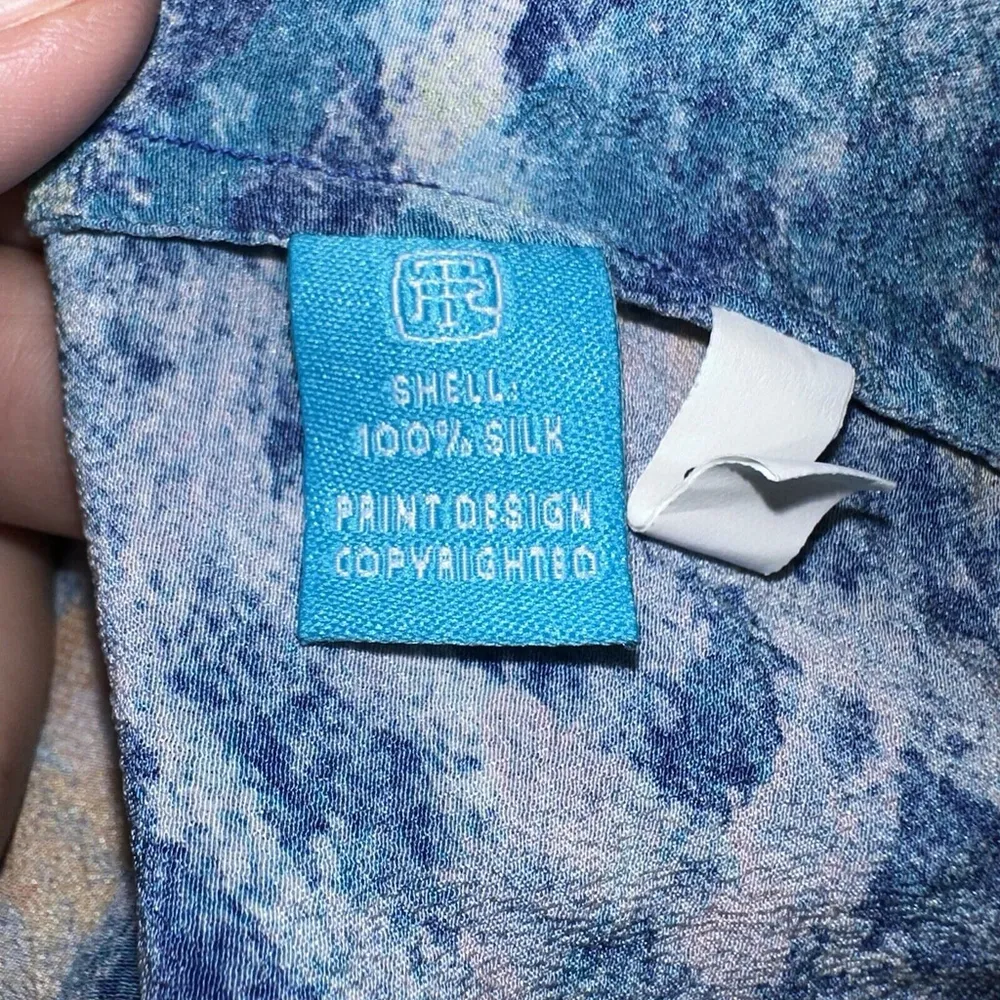 SHELL:
100% SILK
PRINT DESIGN
COPYRIGHTED